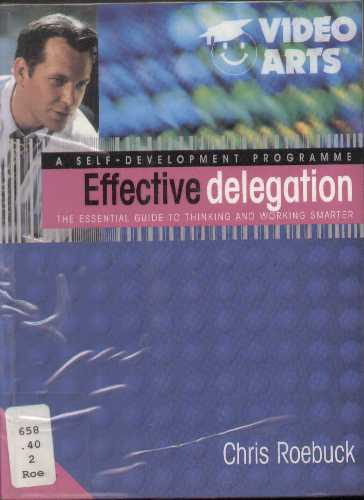 VIDEO
ARTS®
A SELF-DEVELOPMENT PROGRAMME
Effective delegation
THE ESSENTIAL GUIDE TO THINKING AND WORKING SMARTER
658
.40
2
Roe
Chris Roebuck